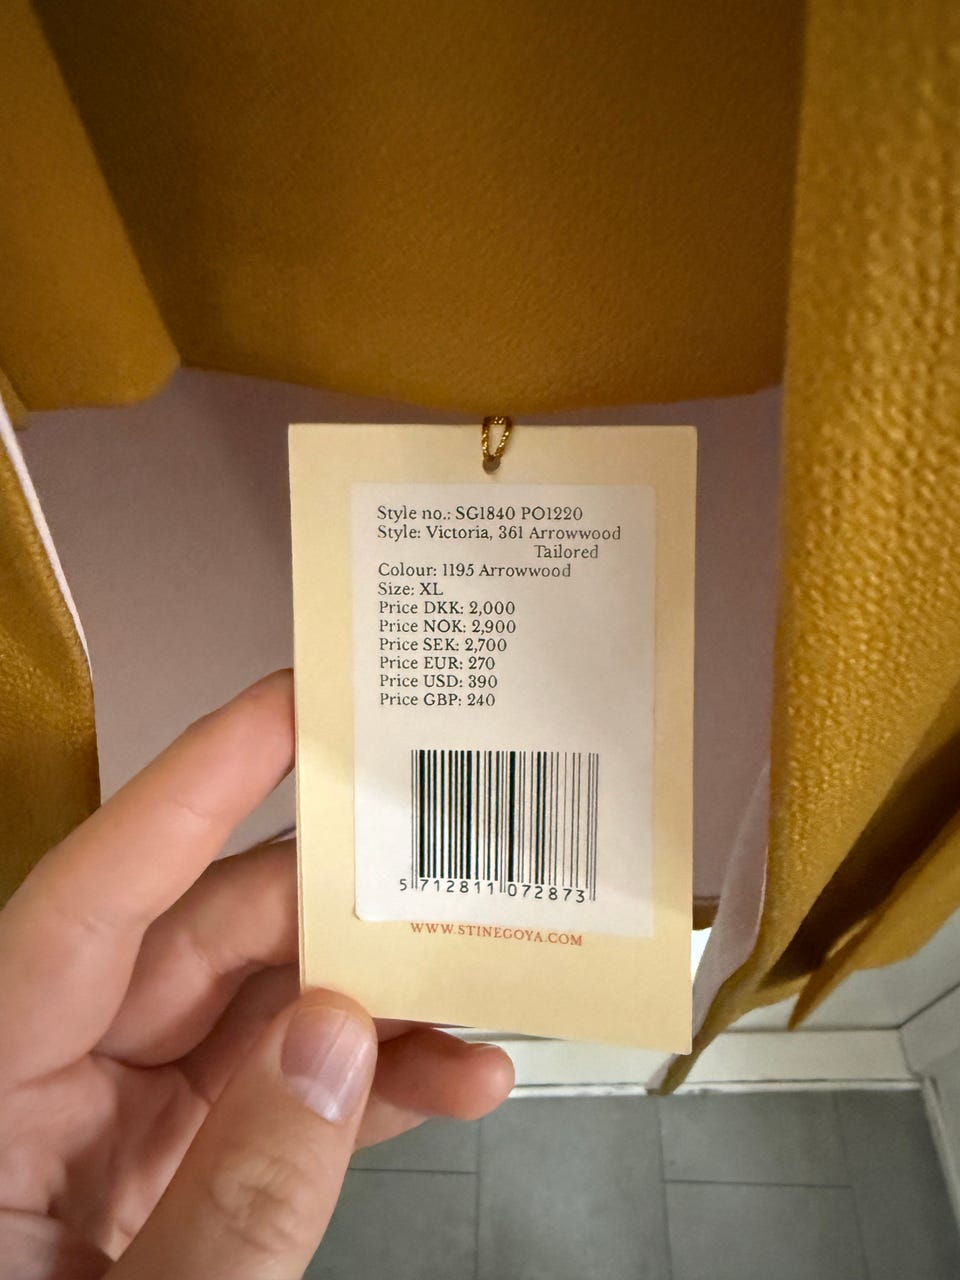 Style no.: SG1840 PO1220
Style: Victoria, 361 Arrowwood
Tailored
Colour: 1195 Arrowwood
Size: XL
Price DKK: 2,000
Price NOK: 2,900
Price SEK: 2,700
Price EUR: 270
Price USD: 390
Price GBP: 240
5 712811 072873
WWW.STINEGOYA.COM